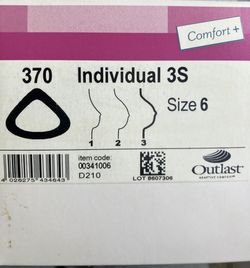 Comfort+
370 Individual 3S
Size 6
1 2 3
item code:
00341006
D210
LOT 8607306
Outlast
ADAPTIVE COMFORT
4 026275 434643